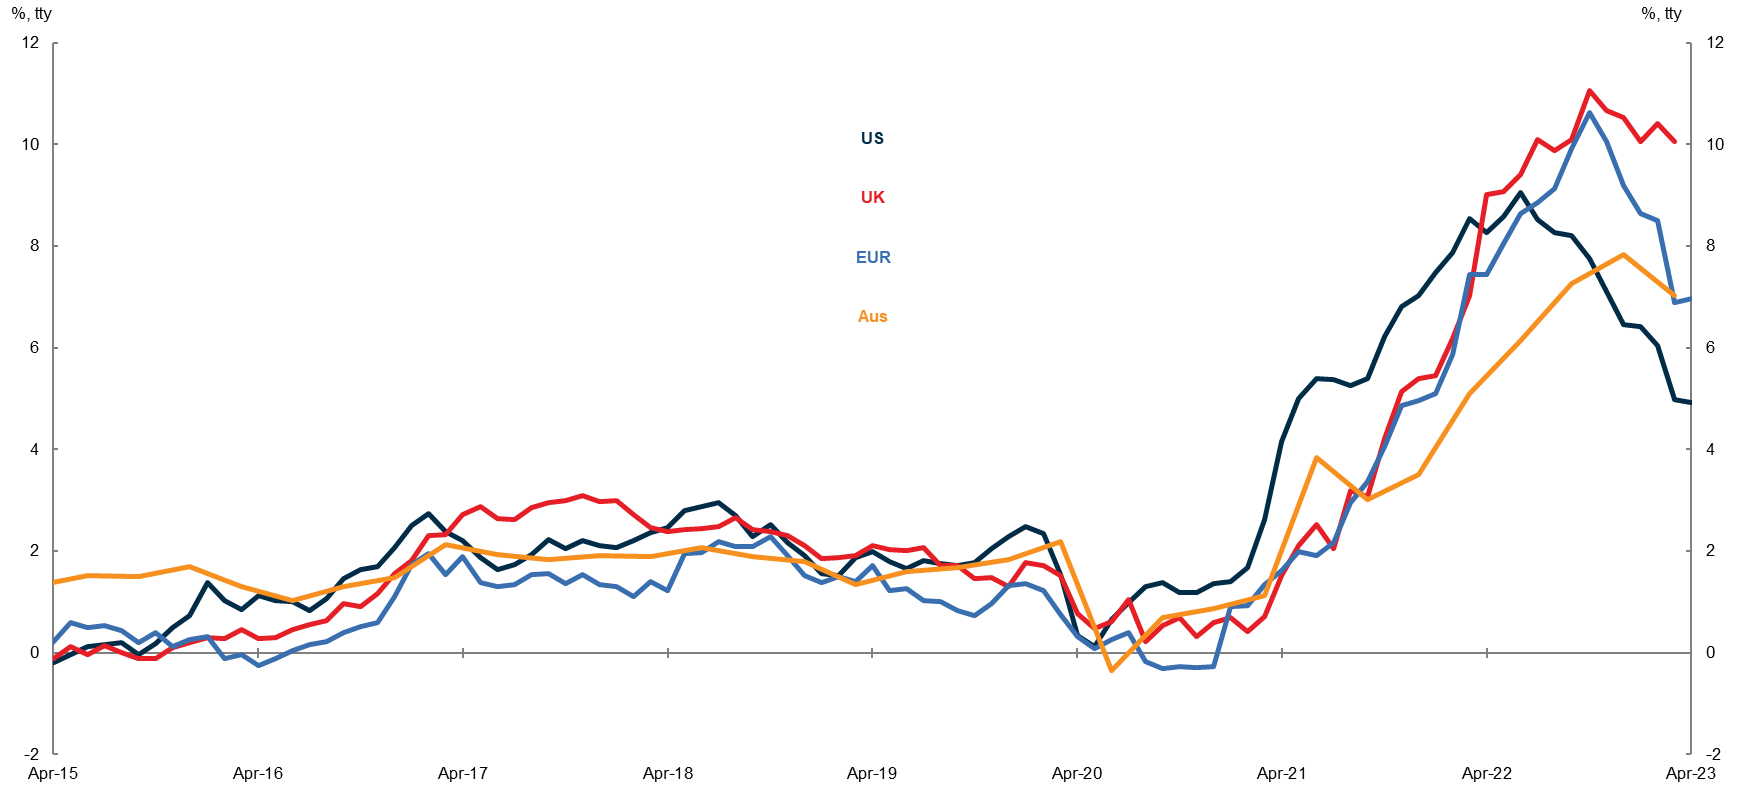 %, tty %, tty
12 12
10 10
US
UK
8 8
EUR
Aus
6 6
4 4
2 2
0 0
-2 -2
Apr-15 Apr-16 Apr-17 Apr-18 Apr-19 Apr-20 Apr-21 Apr-22 Apr-23